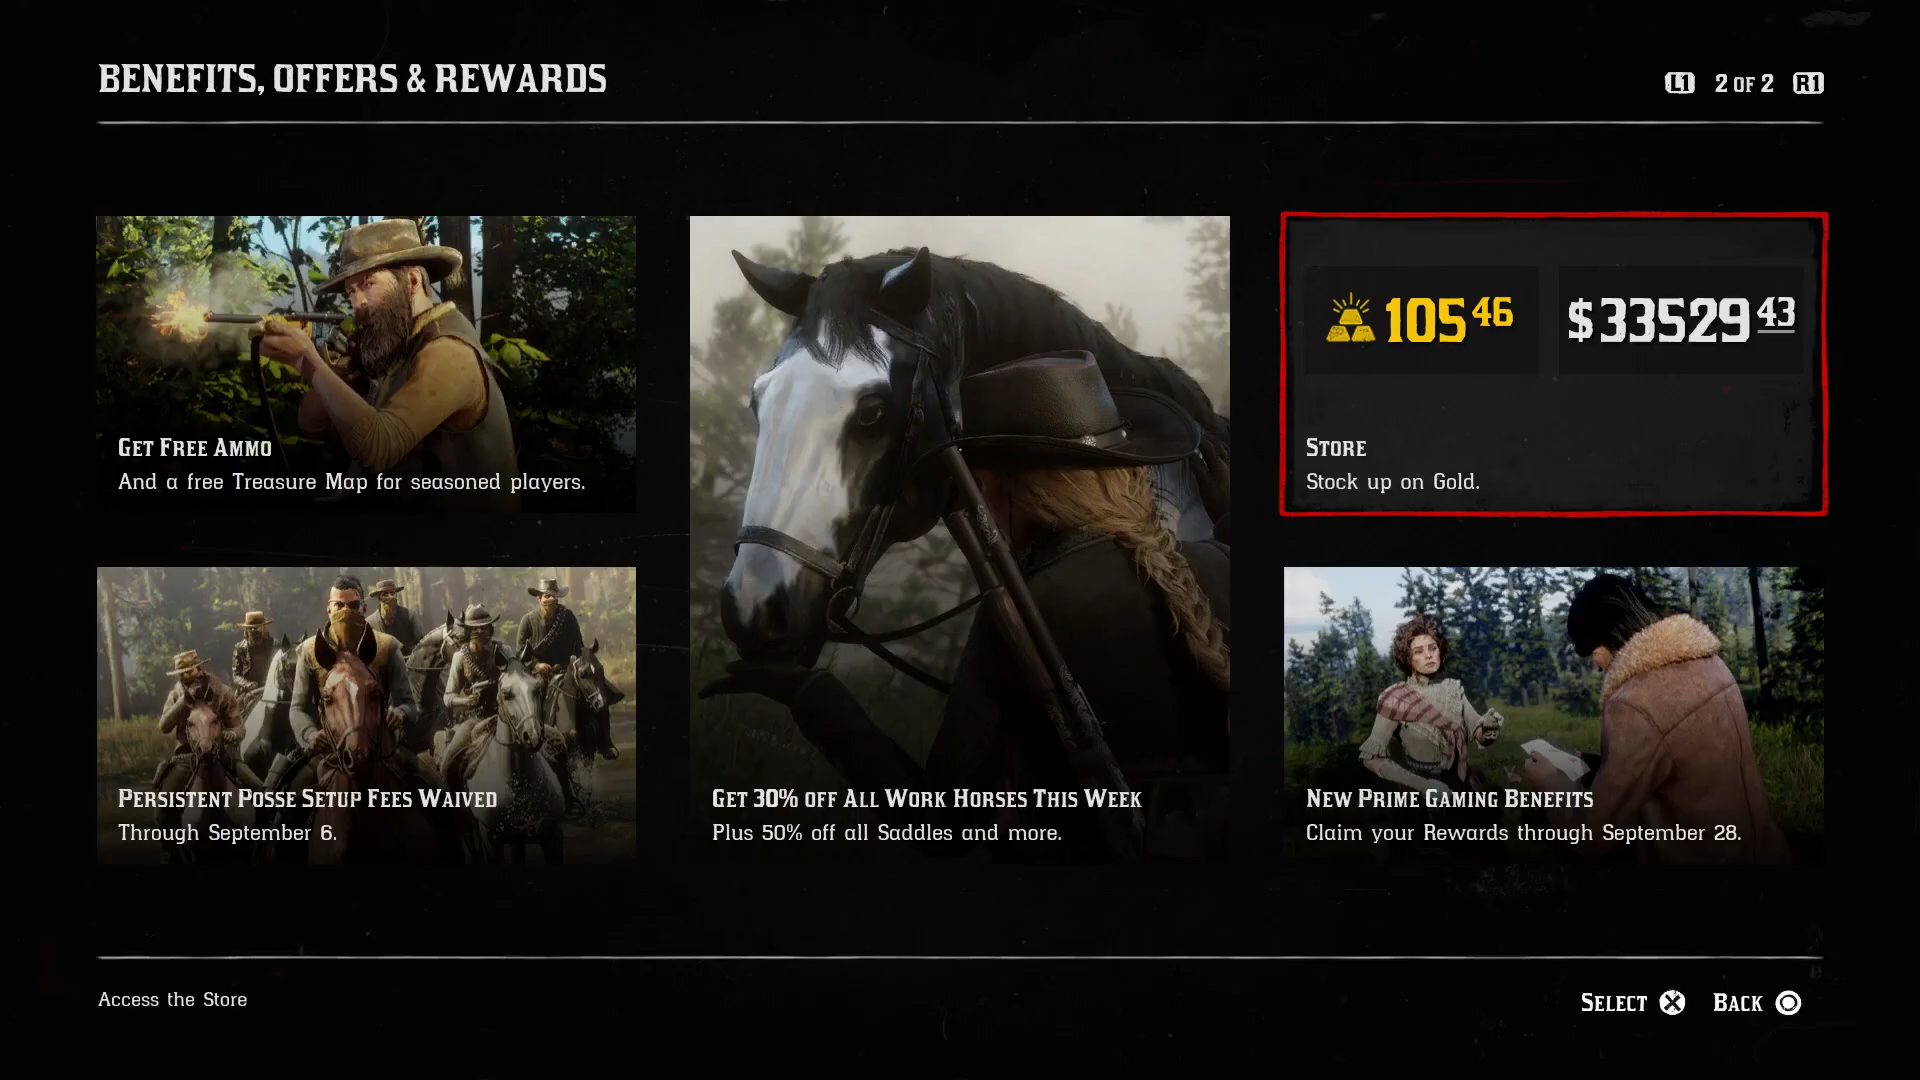 BENEFITS, OFFERS & REWARDS
L1 2 OF 2 R1
GET FREE AMMO
And a free Treasure Map for seasoned players.
PERSISTENT POSSE SETUP FEES WAIVED
Through September 6.
GET 30% OFF ALL WORK HORSES THIS WEEK
Plus 50% off all Saddles and more.
105 46 $33529 43
STORE
Stock up on Gold.
NEW PRIME GAMING BENEFITS
Claim your Rewards through September 28.
Access the Store
SELECT BACK